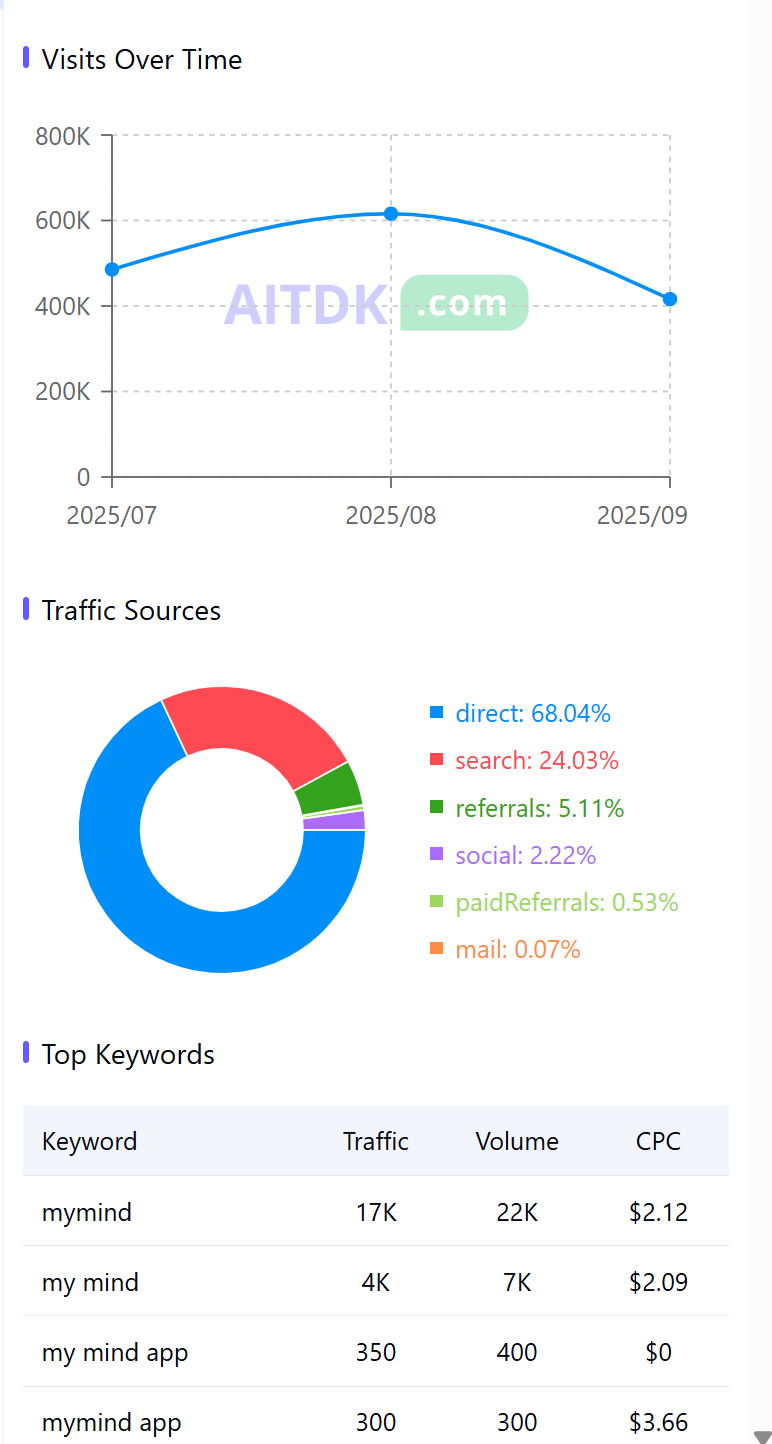 Visits Over Time
800K
600K
400K
200K
0
AITDK .com
2025/07 2025/08 2025/09
Traffic Sources
direct: 68.04%
search: 24.03%
referrals: 5.11%
social: 2.22%
paidReferrals: 0.53%
mail: 0.07%
Top Keywords
Keyword Traffic Volume CPC
mymind 17K 22K $2.12
my mind 4K 7K $2.09
my mind app 350 400 $0
mymind app 300 300 $3.66